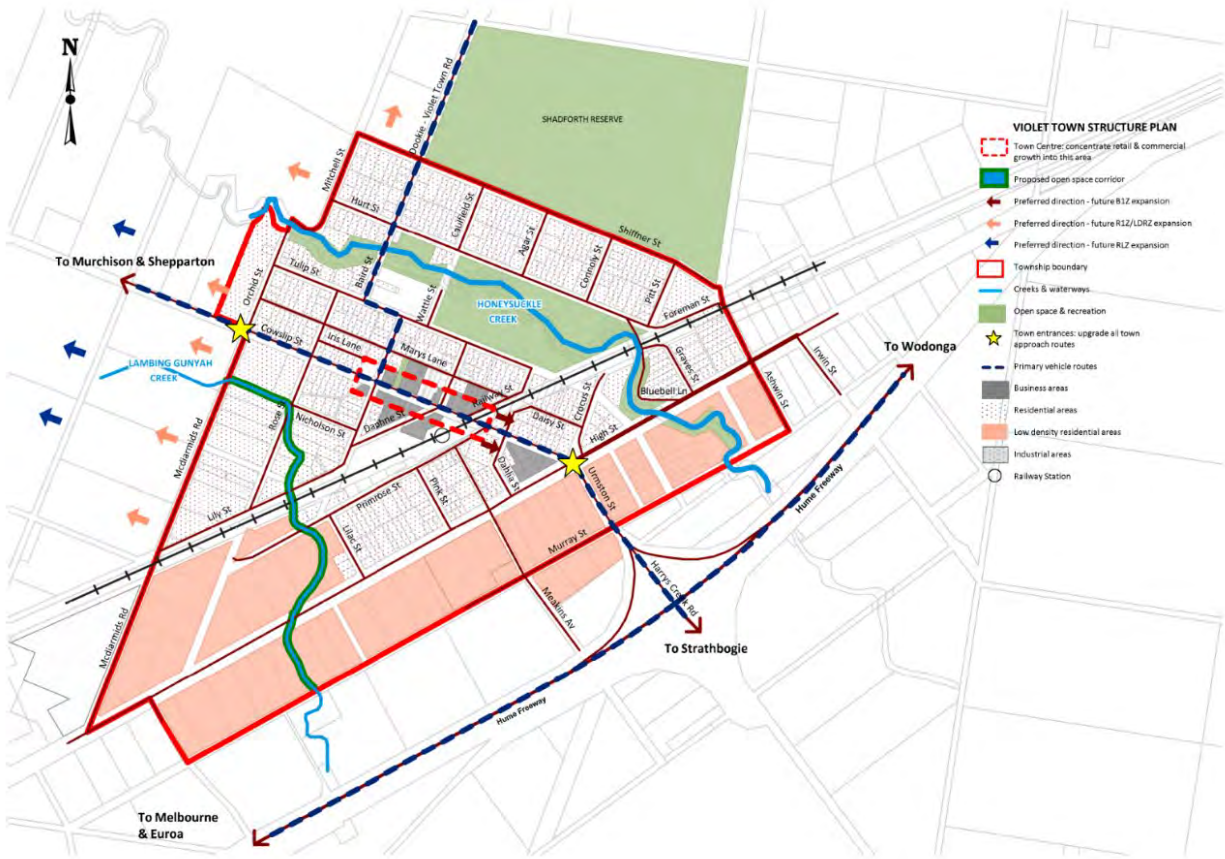 N
SHADFORTH RESERVE
Dookie - Violet Town Rd
Mitchell St
Hurt St
Caulfield St
Agar St
Connoly St
Shiffner St
Pitt St
Foreman St
To Murchison & Shepparton
Orchid St
Tulip St
Baird St
Wattle St
HONEYSUCKLE
CREEK
Cowslip St
Iris Lane
Marys Lane
Railway St
Graves St
Bluebell Ln
Irwin St
Ashwin St
To Wodonga
LAMBING GUNYAH
CREEK
Rose St
Nicholson St
Daphne St
Dany St
Crocus St
High St
Dahlia St
Mcdiarmids Rd
Lily St
Primrose St
Pink St
Lilac St
Urmston St
Murray St
Hume Freeway
Harrys Creek Rd
Meakins Av
Mcdiarmids Rd
To Strathbogie
Hume Freeway
To Melbourne
& Euroa
VIOLET TOWN STRUCTURE PLAN
Town Centre: concentrate retail & commercial
growth into this area
Proposed open space corridor
Preferred direction - future B1Z expansion
Preferred direction - future R1Z/LDRZ expansion
Preferred direction - future RLZ expansion
Township boundary
Creeks & waterways
Open space & recreation
Town entrances: upgrade all town
approach routes
Primary vehicle routes
Business areas
Residential areas
Low density residential areas
Industrial areas
Railway Station